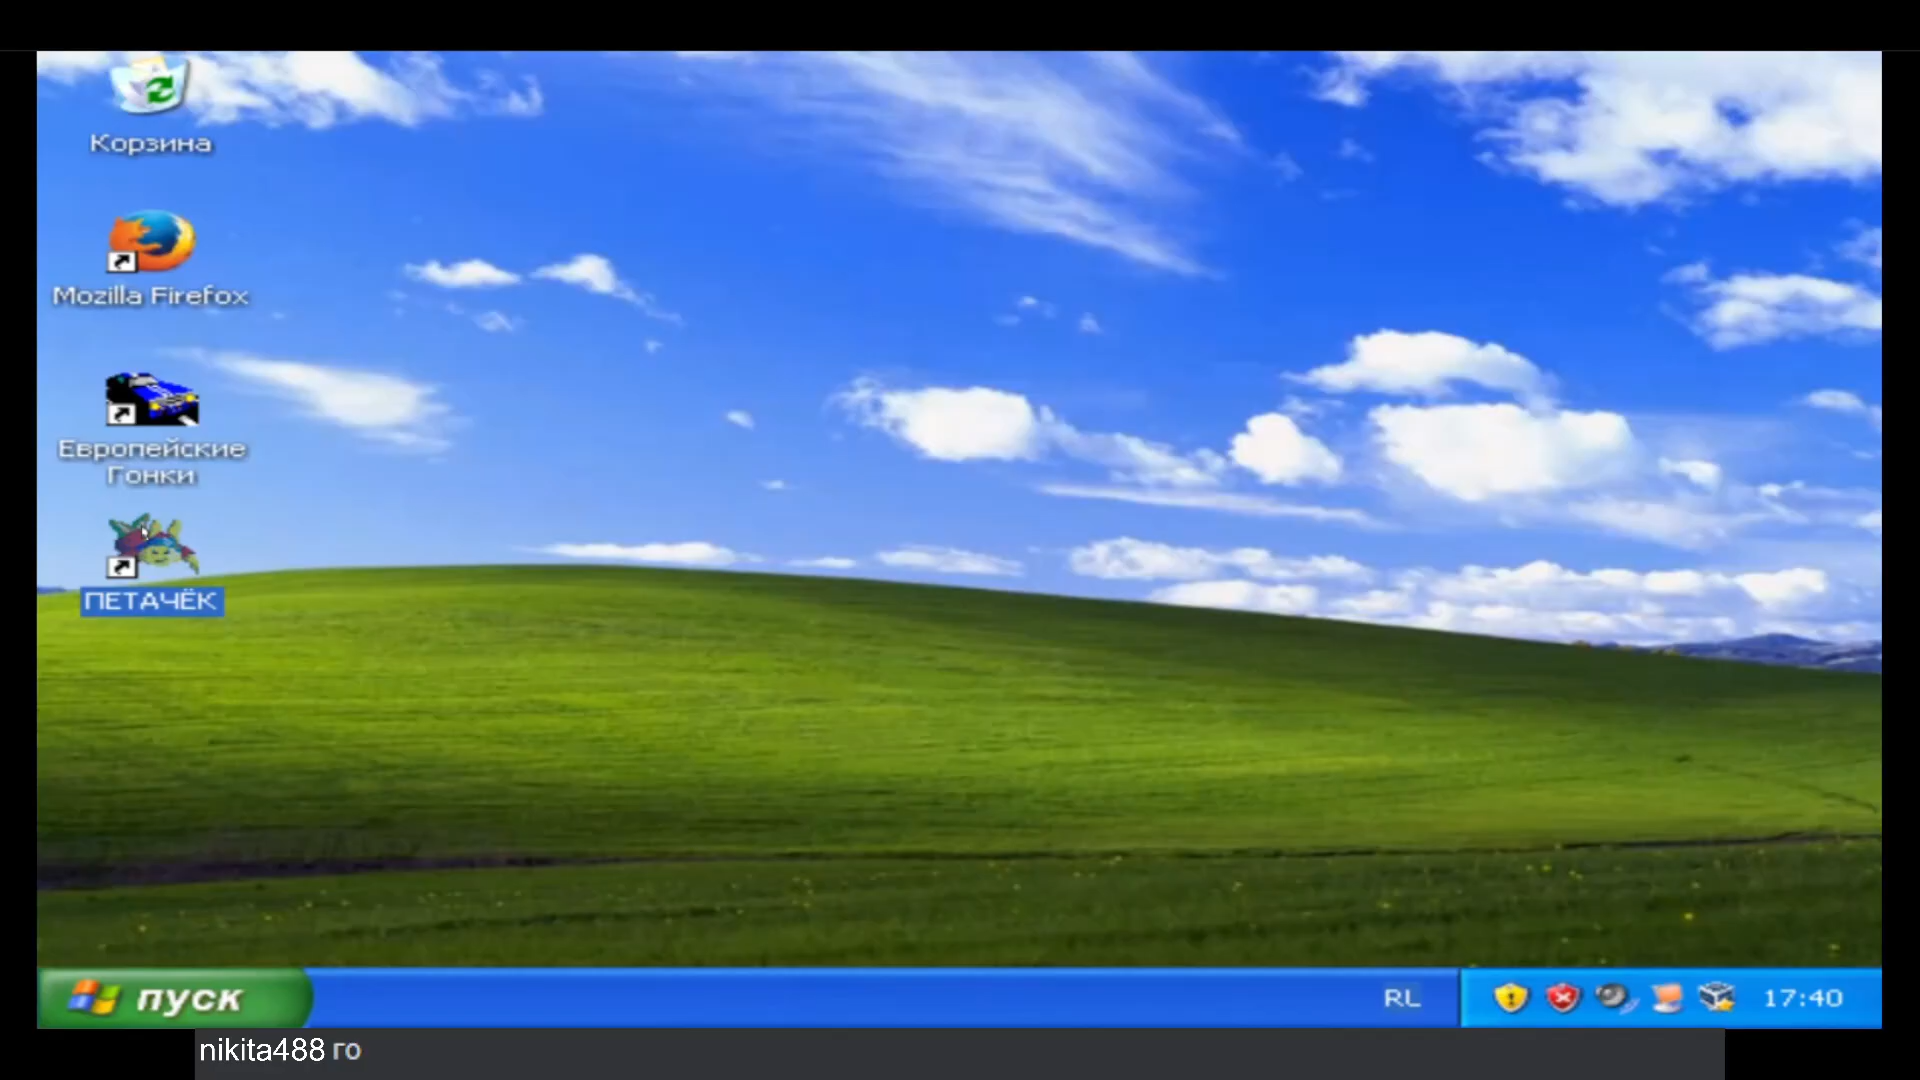 Корзина
Mozilla Firefox
Европейские
Гонки
ПЕТАЧЁК
пуск
RL
17:40
nikita488 го